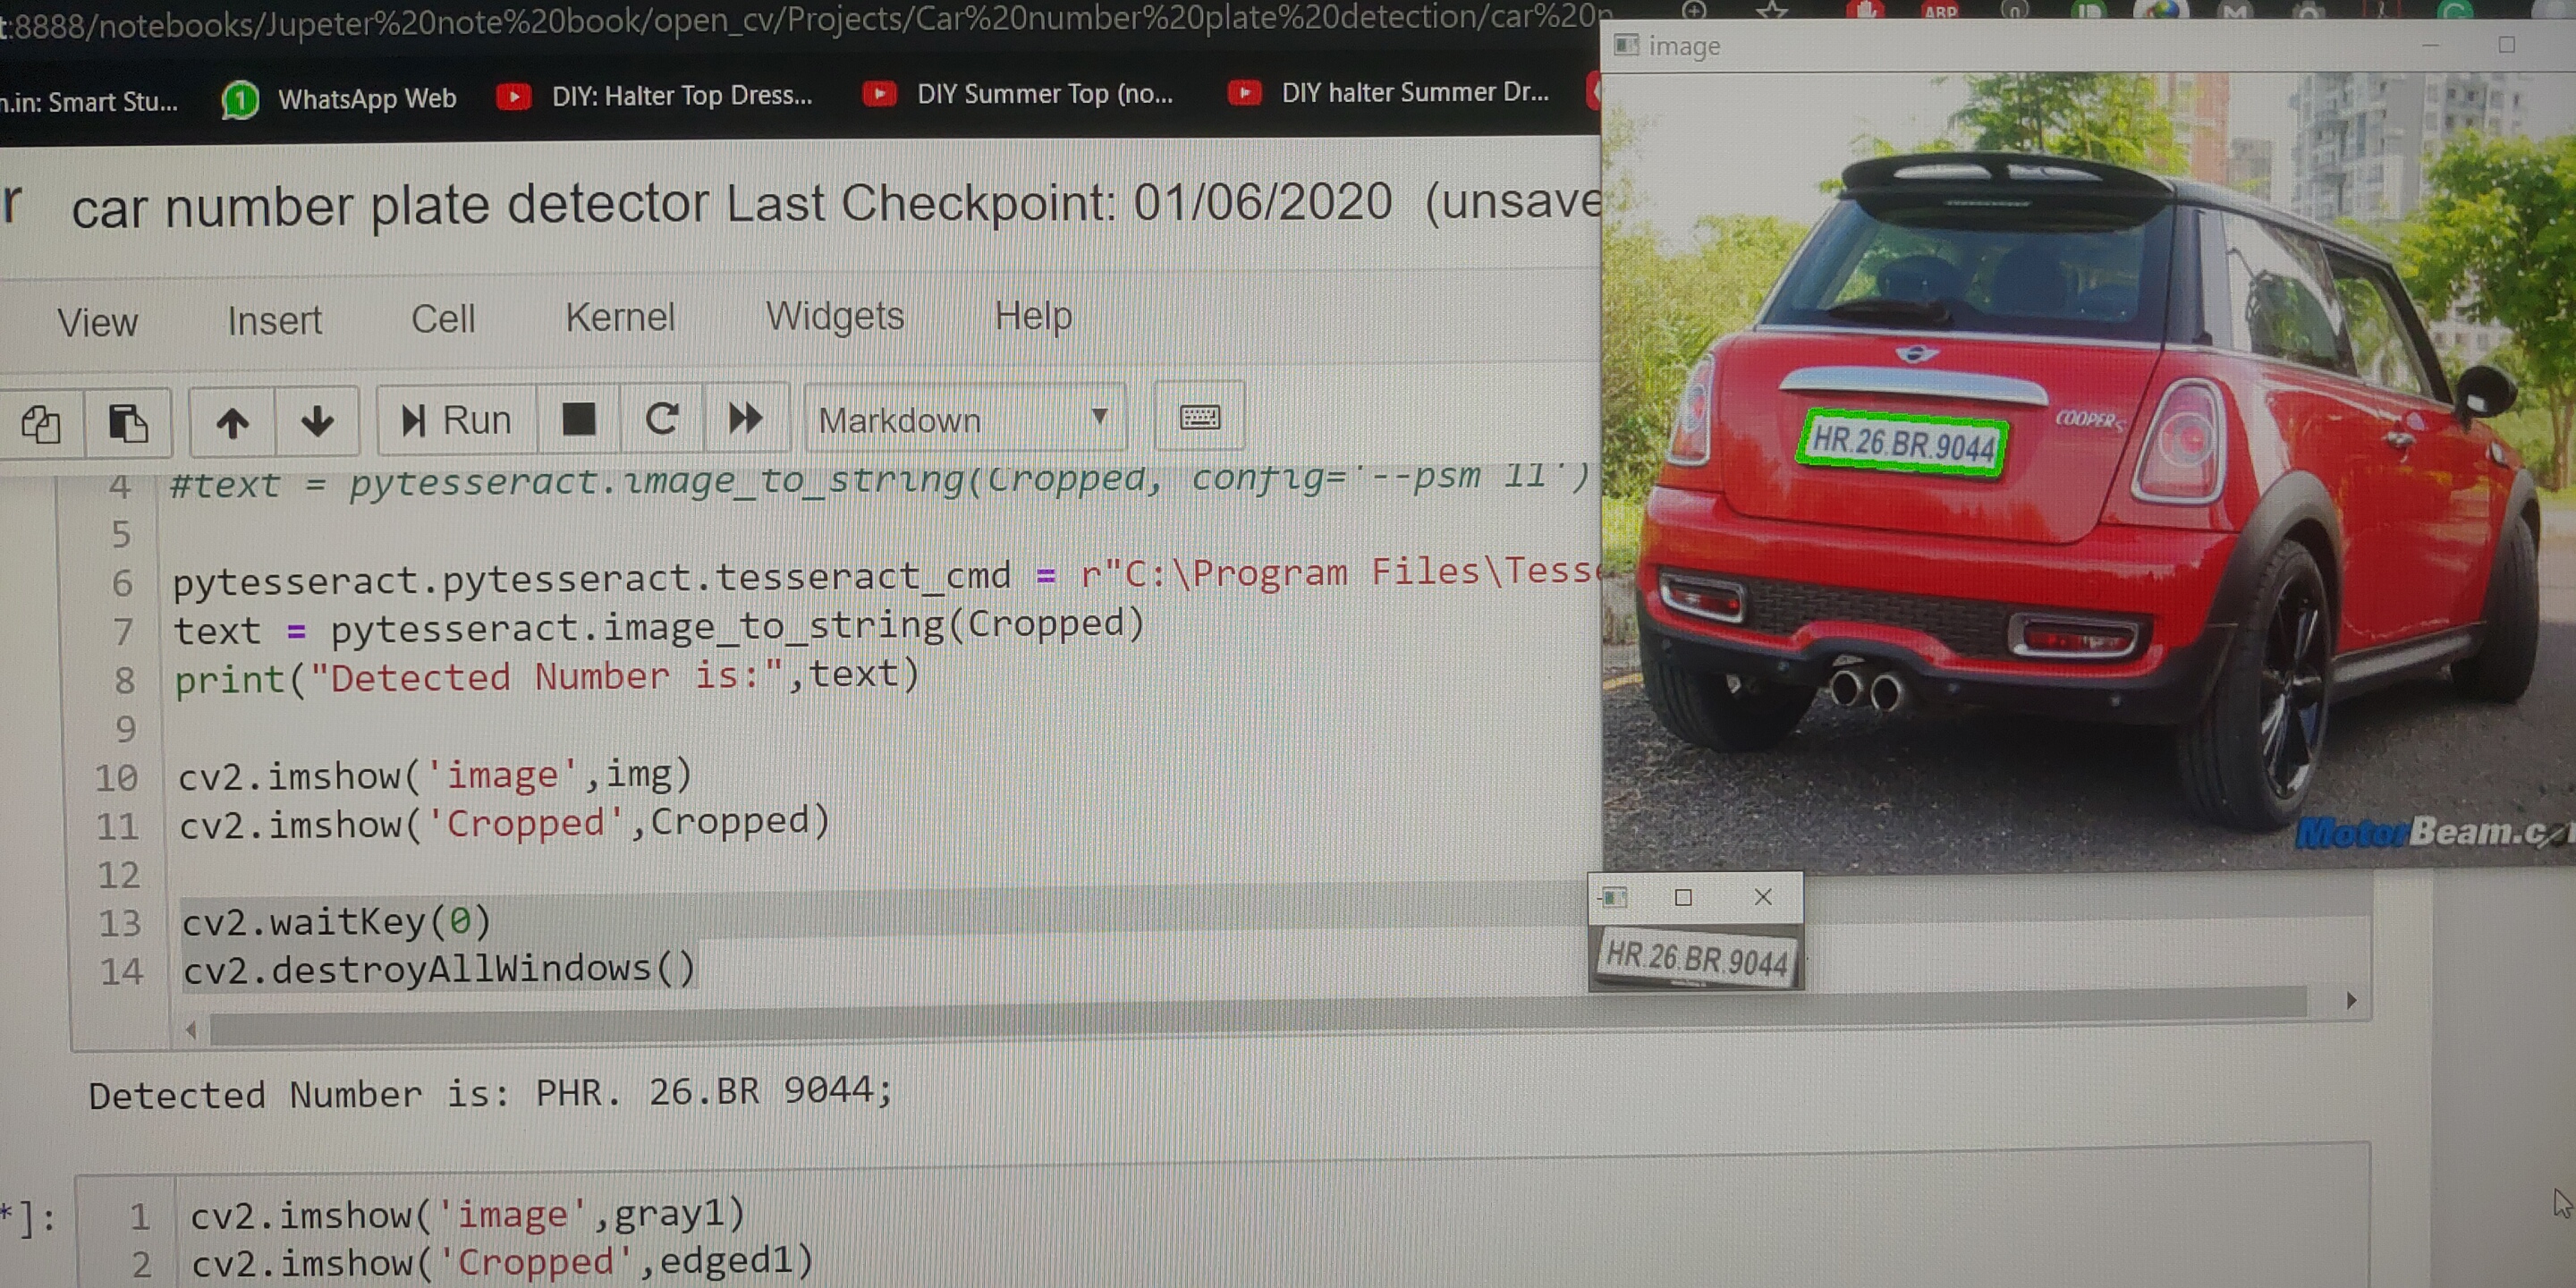 t:8888/notebooks/Jupeter%20note%20book/open_cv/Projects/Car%20number%20plate%20detection/car%20n
ABP
n.in: Smart Stu... WhatsApp Web DIY: Halter Top Dress... DIY Summer Top (no... DIY halter Summer Dr...
r car number plate detector Last Checkpoint: 01/06/2020 (unsave
View Insert Cell Kernel Widgets Help
Run Markdown
4 #text = pytesseract.image_to_string(Cropped, config='--psm 11')
5
6 pytesseract.pytesseract.tesseract_cmd = r"C:\Program Files\Tesse
7 text = pytesseract.image_to_string(Cropped)
8 print("Detected Number is:",text)
9
10 cv2.imshow('image',img)
11 cv2.imshow('Cropped',Cropped)
12
13 cv2.waitKey(0)
14 cv2.destroyAllWindows()
Detected Number is: PHR. 26.BR 9044;
*]: 1 cv2.imshow('image',gray1)
2 cv2.imshow('Cropped',edged1)
image
COOPER S
HR.26.BR.9044
MotorBeam.co
HR.26.BR.9044